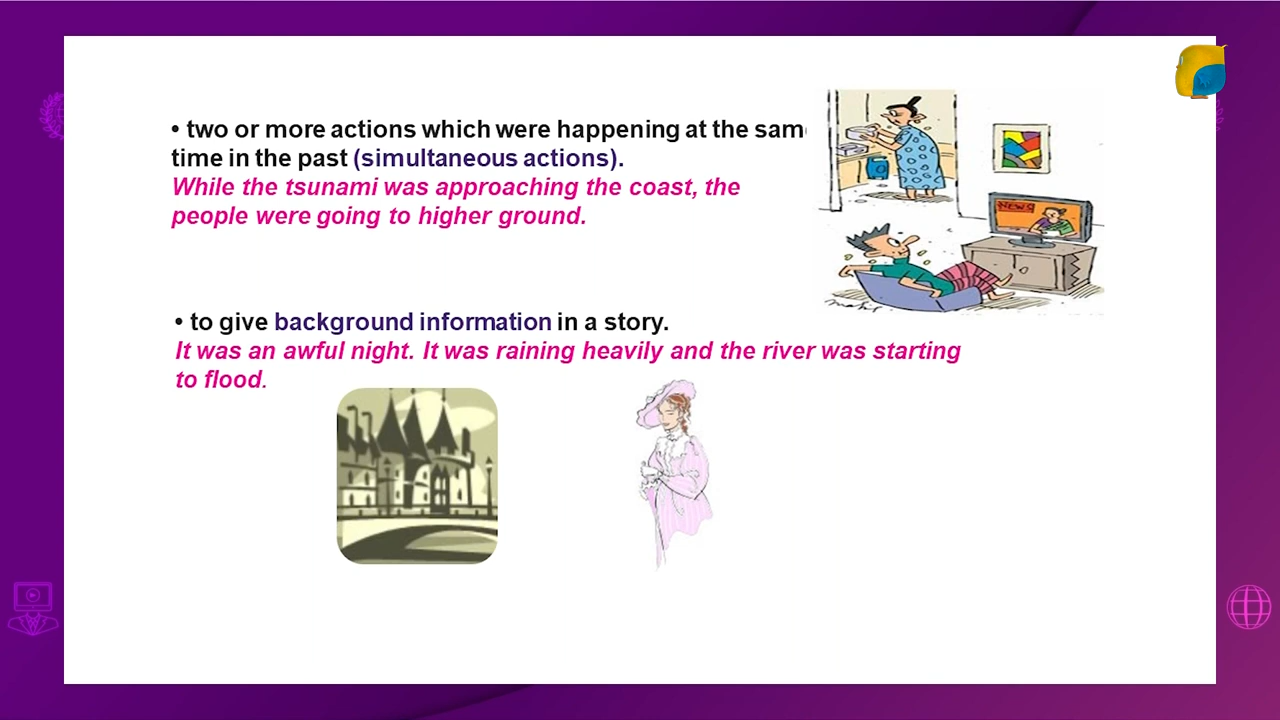 • two or more actions which were happening at the sam
time in the past (simultaneous actions).
While the tsunami was approaching the coast, the
people were going to higher ground.
NEWS
• to give background information in a story.
It was an awful night. It was raining heavily and the river was starting
to flood.